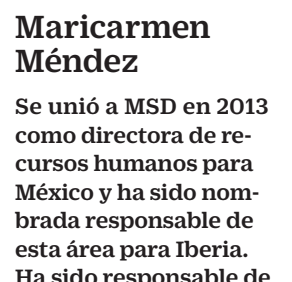 Maricarmen
Méndez
Se unió a MSD en 2013
como directora de re-
cursos humanos para
México y ha sido nom-
brada responsable de
esta área para Iberia.
Ha sido responsable de